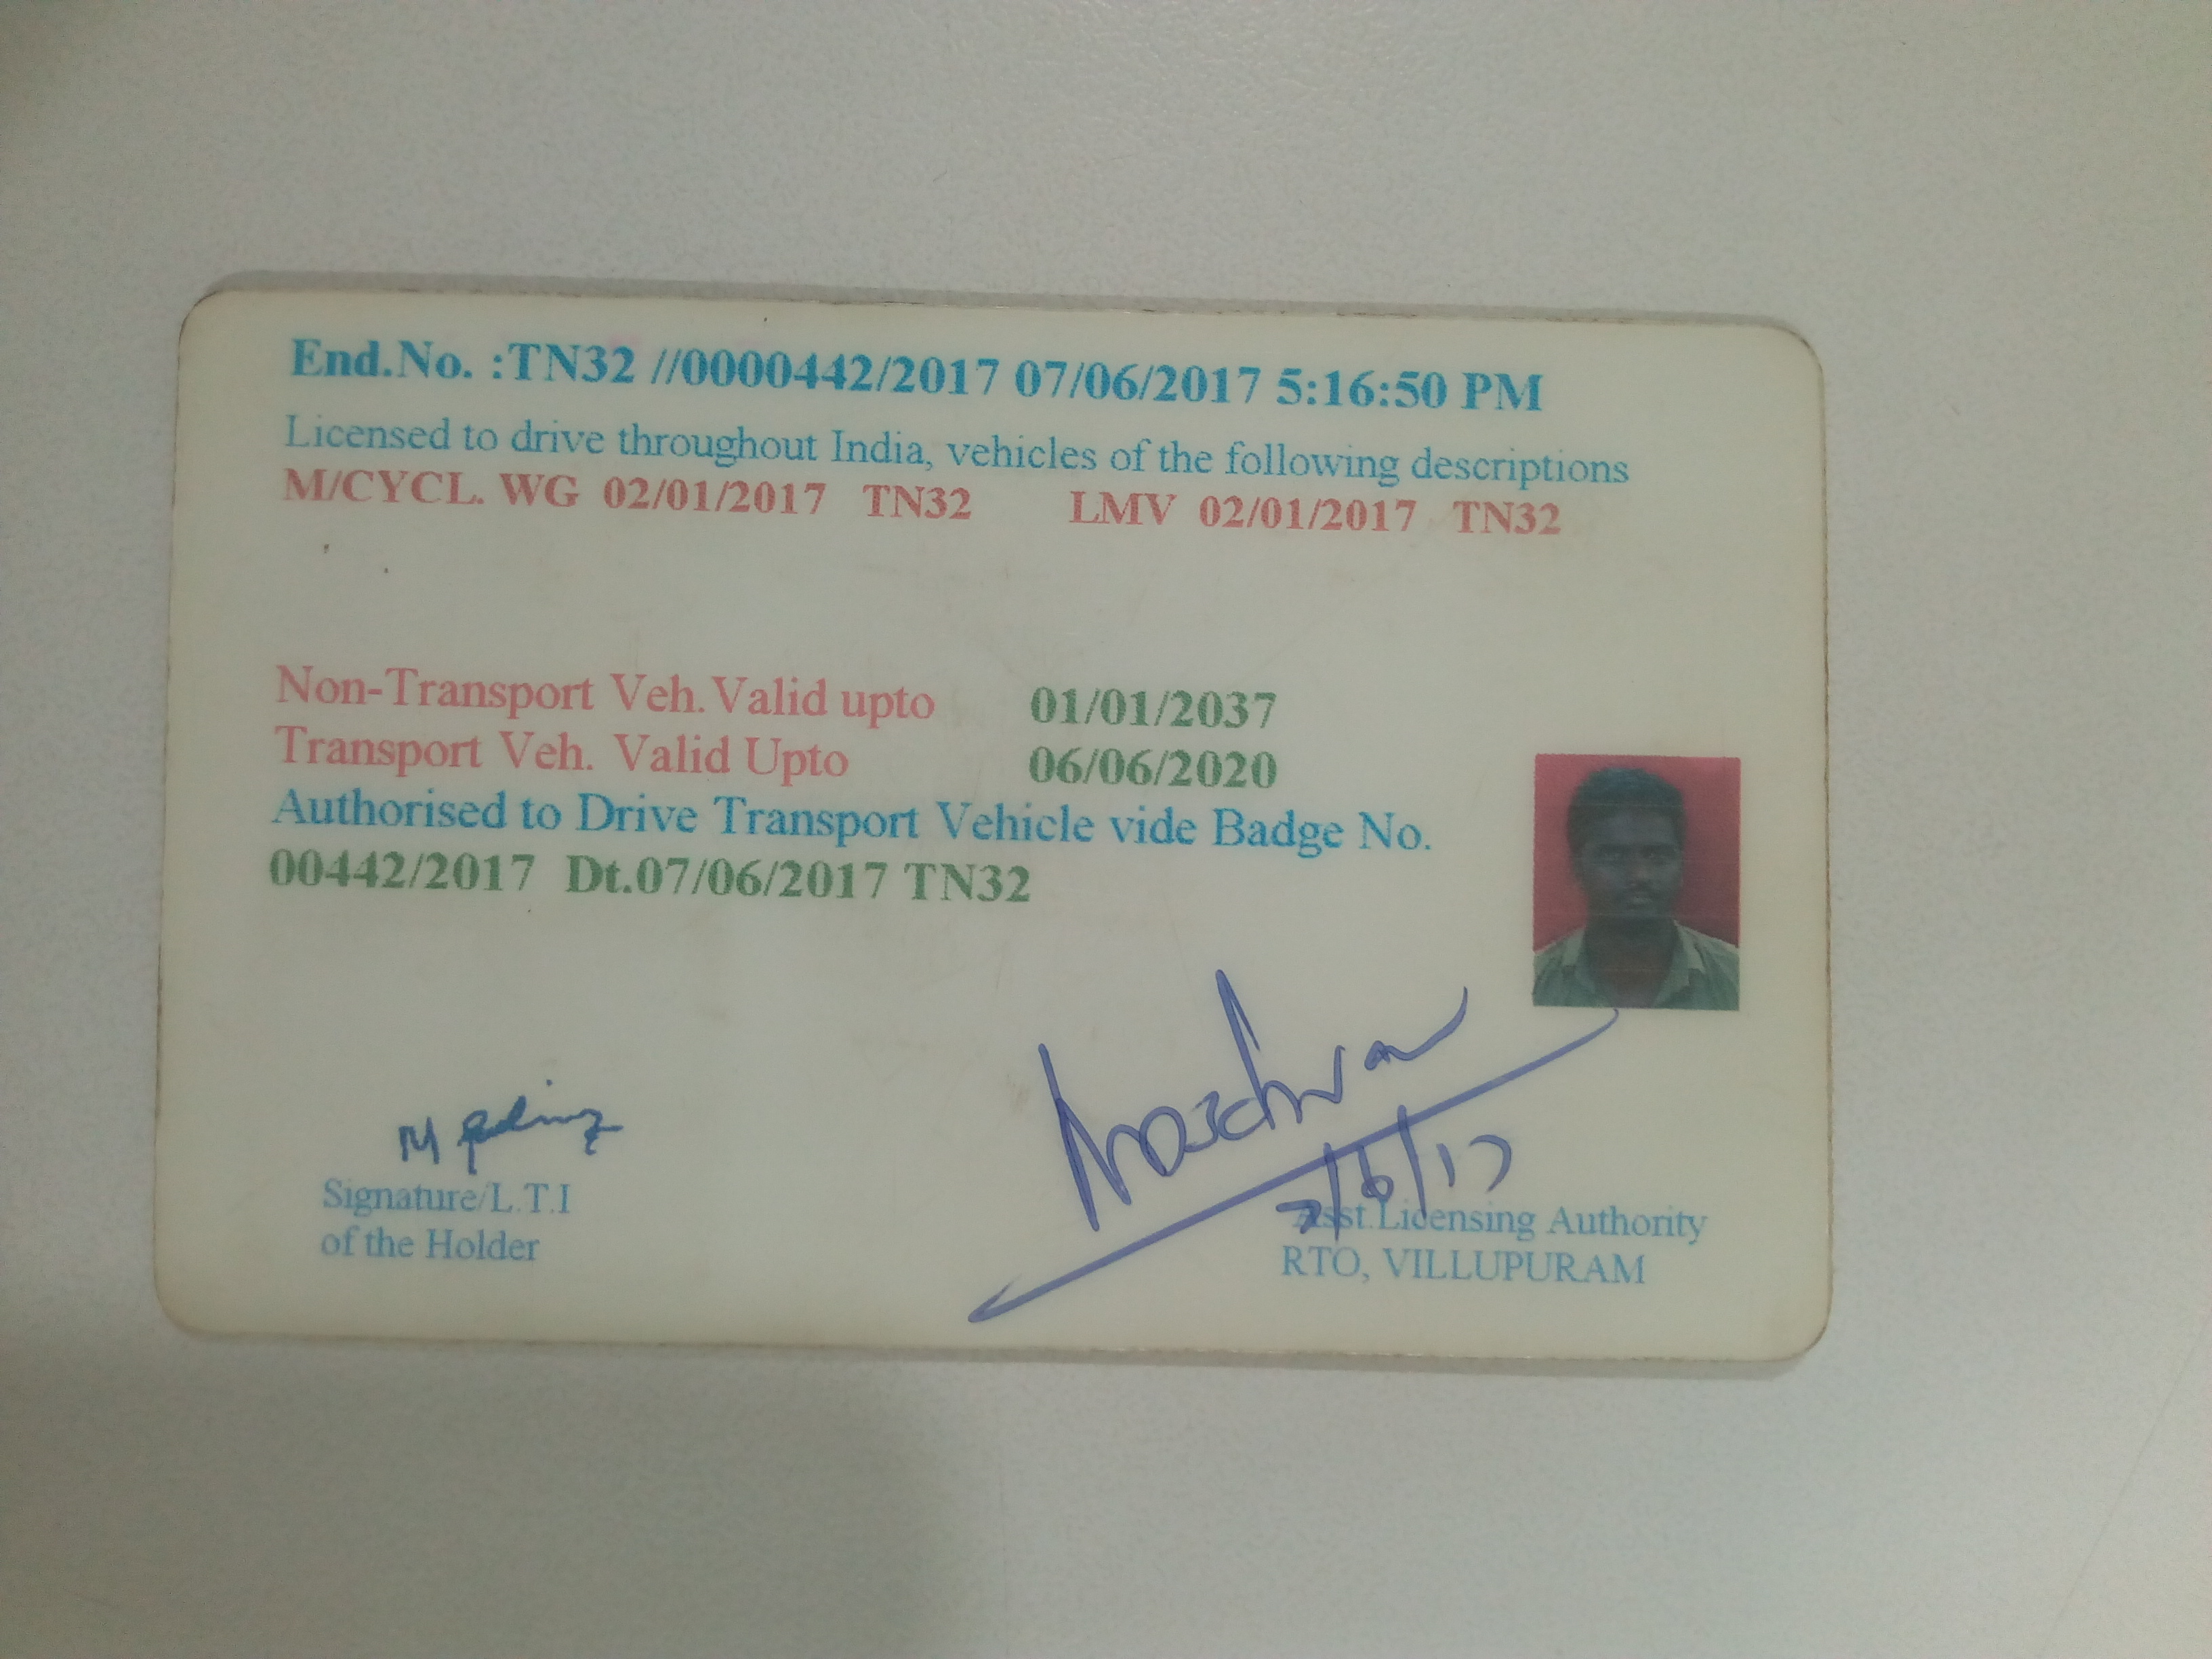 End.No. :TN32 //0000442/2017 07/06/2017 5:16:50 PM
Licensed to drive throughout India, vehicles of the following descriptions
M/CYCL. WG 02/01/2017 TN32 LMV 02/01/2017 TN32
Non-Transport Veh. Valid upto 01/01/2037
Transport Veh. Valid Upto 06/06/2020
Authorised to Drive Transport Vehicle vide Badge No.
00442/2017 Dt.07/06/2017 TN32
M
7/6/17
Signature/L.T.I
of the Holder
Asst.Licensing Authority
RTO, VILLUPURAM